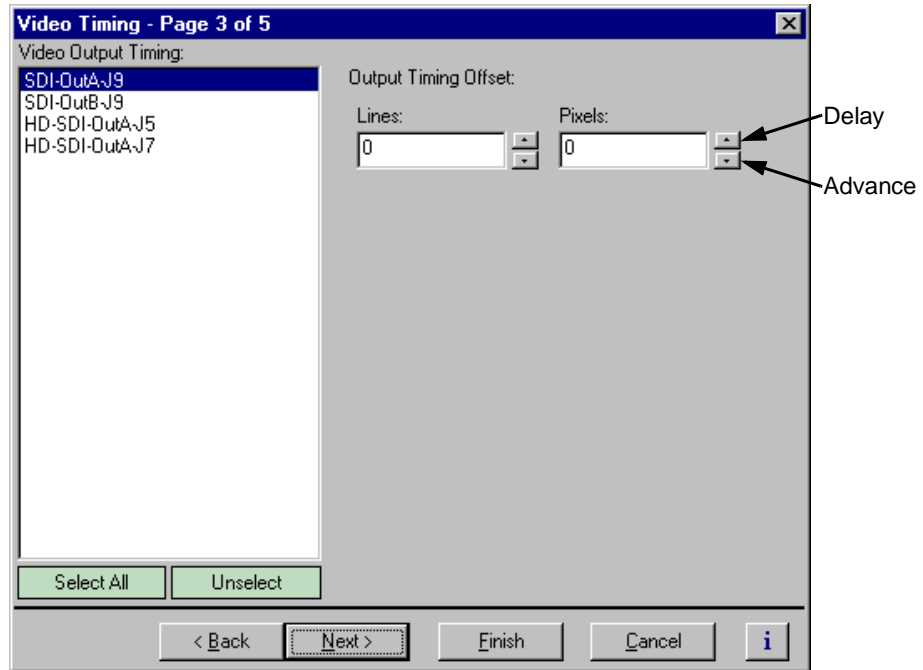 Video Timing - Page 3 of 5
Video Output Timing:
SDI-OutA-J9
SDI-OutB-J9
HD-SDI-OutA-J5
HD-SDI-OutA-J7
Output Timing Offset:
Lines:
Pixels:
0
0
Delay
Advance
Select All
Unselect
< Back
Next >
Finish
Cancel
i